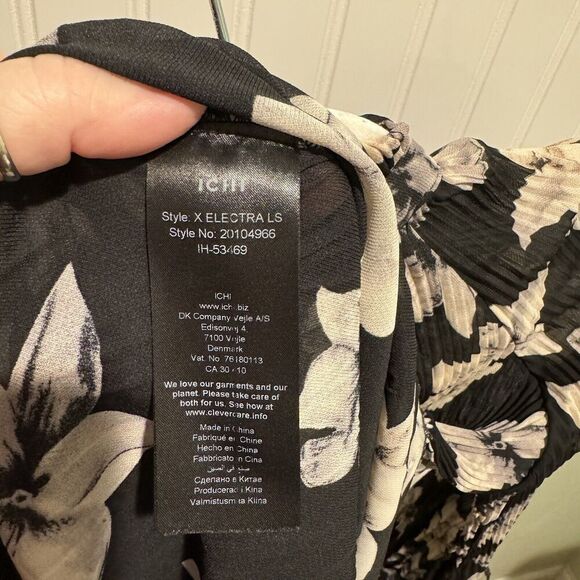 ICHI
Style: X ELECTRA LS
Style No: 20104966
IH-53469
ICHI
www.ichi.biz
DK Company Vejle A/S
Edisonvej 4
7100 Vejle
Denmark
Vat. No 76180113
CA 30410
We love our garments and our
planet. Please take care of
both for us. See how at
www.clevercare.info
Made in China
Fabriqué en Chine
Hecho en China
Fabbricato in Cina
صنع في الصين
Сделано в Китае
Producerad i Kina
Valmistusmaa Kiina